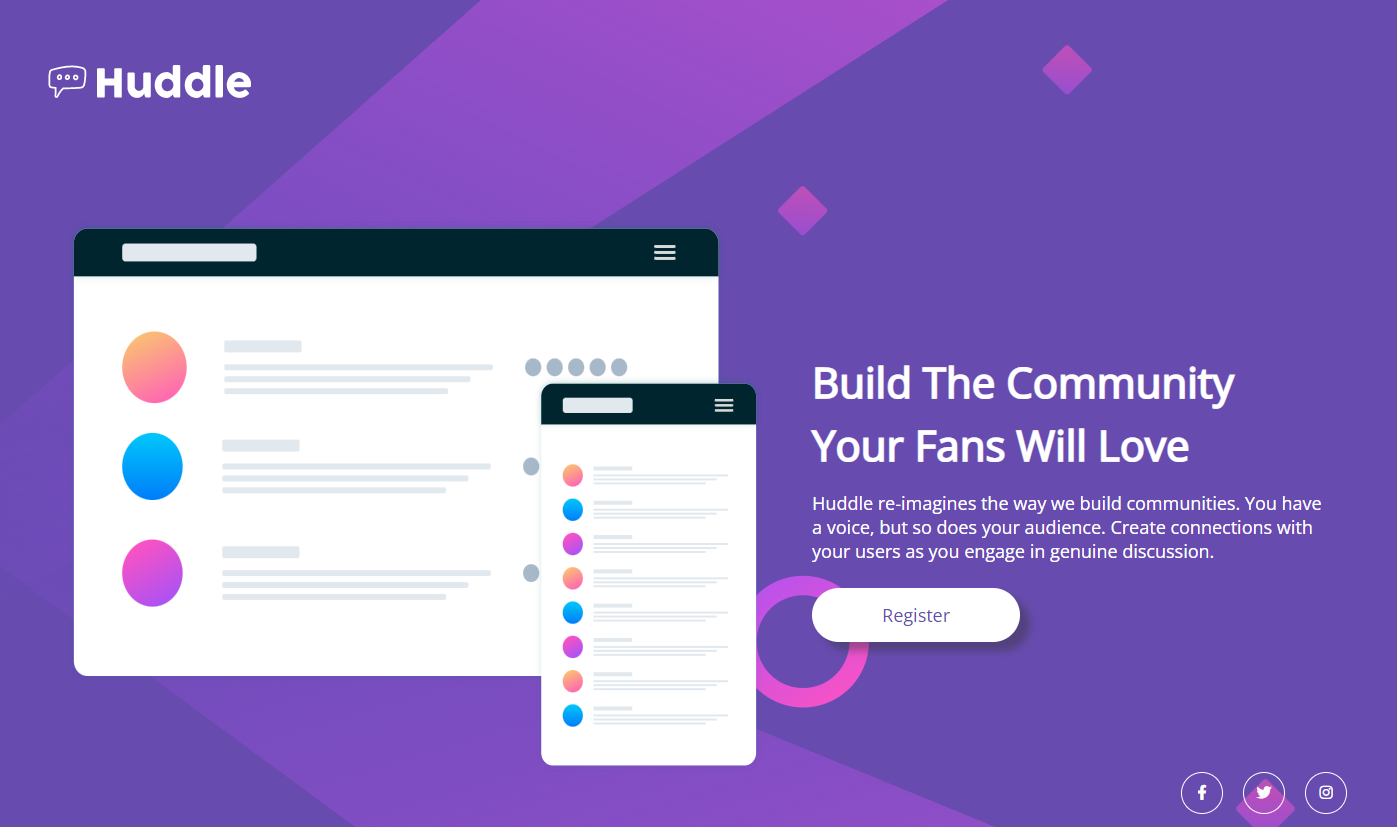 Huddle
Build The Community
Your Fans Will Love
Huddle re-imagines the way we build communities. You have
a voice, but so does your audience. Create connections with
your users as you engage in genuine discussion.
Register